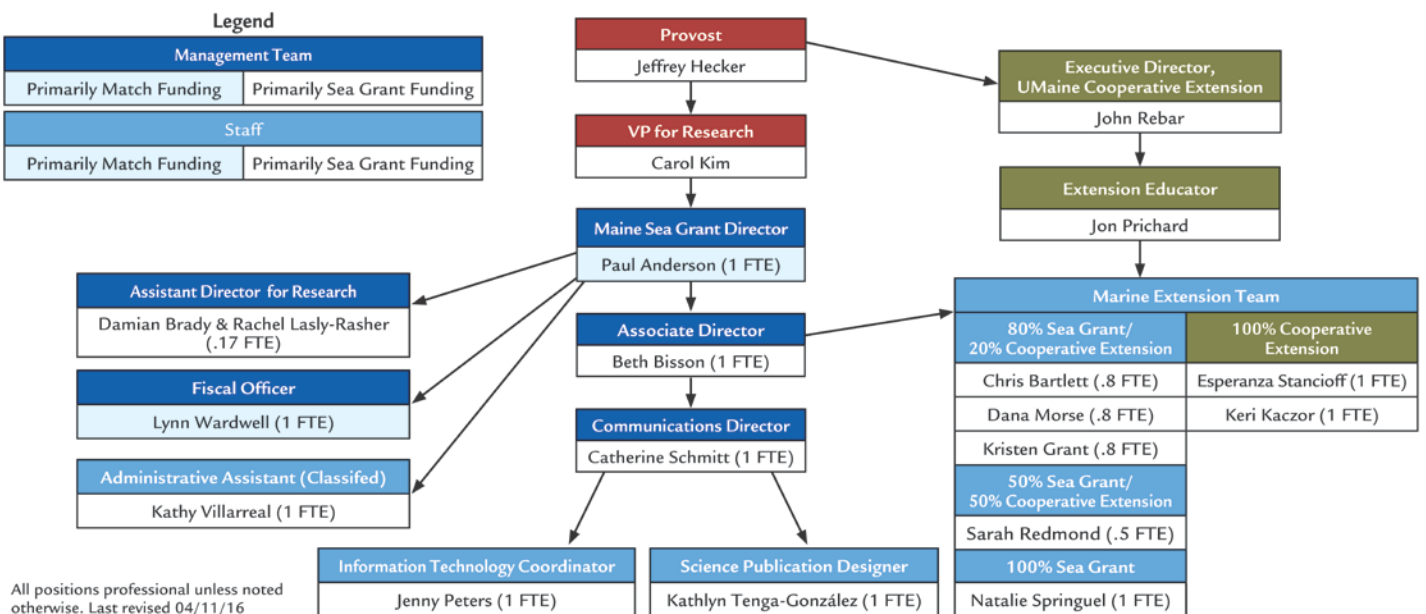 Legend
Management Team
Primarily Match Funding
Primarily Sea Grant Funding
Staff
Primarily Match Funding
Primarily Sea Grant Funding
Provost
Jeffrey Hecker
VP for Research
Carol Kim
Maine Sea Grant Director
Paul Anderson (1 FTE)
Assistant Director for Research
Damian Brady & Rachel Lasly-Rasher
(.17 FTE)
Fiscal Officer
Lynn Wardwell (1 FTE)
Administrative Assistant (Classifed)
Kathy Villarreal (1 FTE)
Associate Director
Beth Bisson (1 FTE)
Communications Director
Catherine Schmitt (1 FTE)
Information Technology Coordinator
Jenny Peters (1 FTE)
Science Publication Designer
Kathlyn Tenga-González (1 FTE)
Executive Director,
UMaine Cooperative Extension
John Rebar
Extension Educator
Jon Prichard
Marine Extension Team
80% Sea Grant/
20% Cooperative Extension
Chris Bartlett (.8 FTE)
Dana Morse (.8 FTE)
Kristen Grant (.8 FTE)
50% Sea Grant/
50% Cooperative Extension
Sarah Redmond (.5 FTE)
100% Sea Grant
Natalie Springuel (1 FTE)
100% Cooperative
Extension
Esperanza Stancioff (1 FTE)
Keri Kaczor (1 FTE)
All positions professional unless noted
otherwise. Last revised 04/11/16